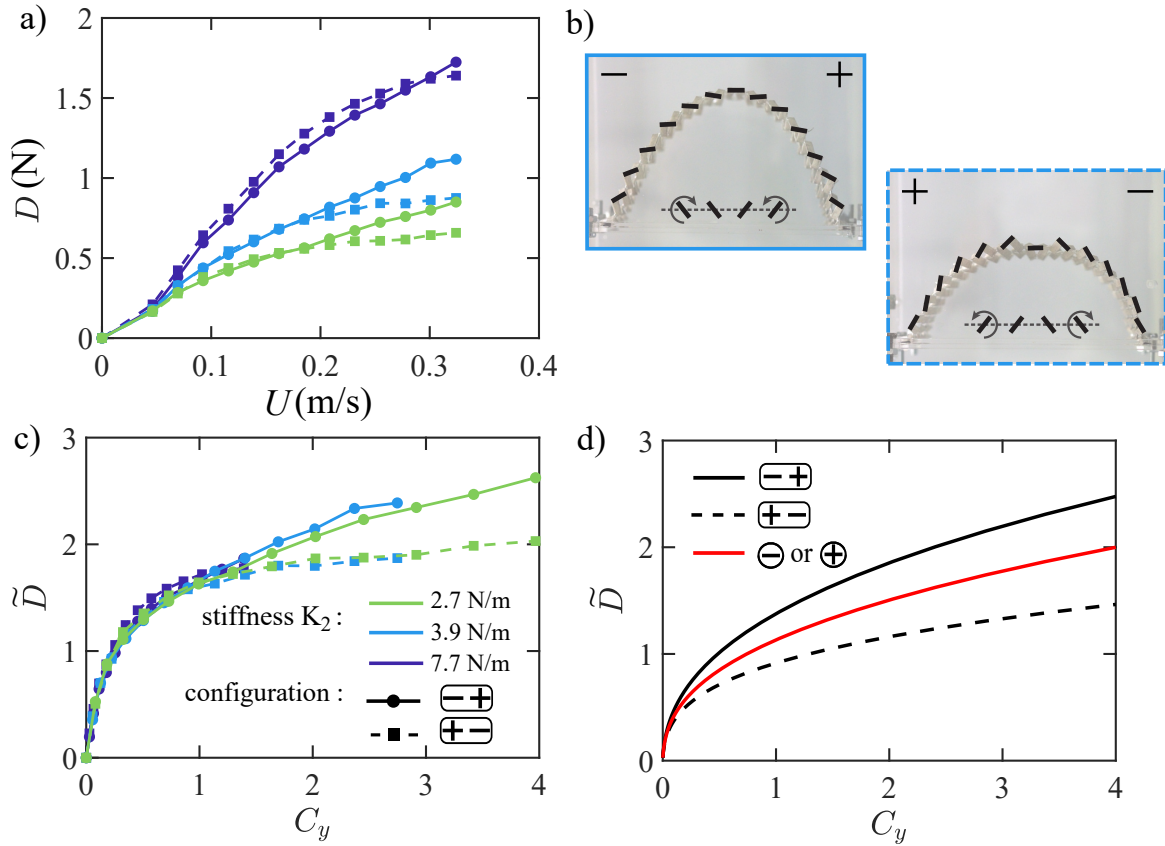 a)
2
1.5
1
0.5
0
D (N)
0 0.1 0.2 0.3 0.4
U (m/s)
b)
− +
+ −
c)
3
2
1
0
D̃
0 1 2 3 4
C_y
stiffness K₂ :
2.7 N/m
3.9 N/m
7.7 N/m
configuration :
− +
+ −
d)
3
2
1
0
D̃
0 1 2 3 4
C_y
− +
+ −
⊖ or ⊕